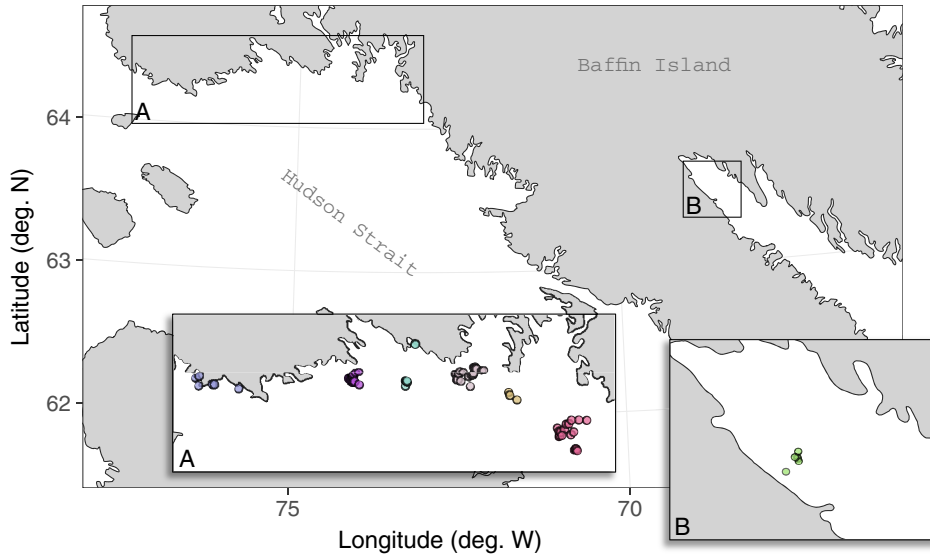 Baffin Island
A
64
Hudson Strait
B
63
Latitude (deg. N)
62
A
B
75
70
Longitude (deg. W)